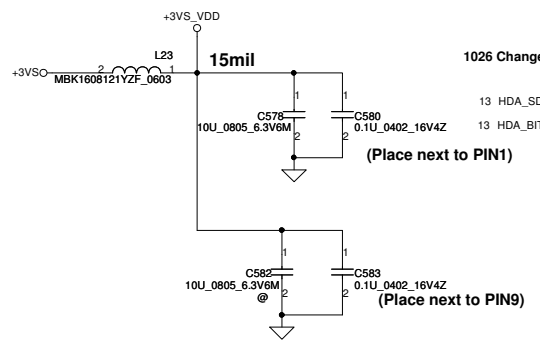 +3VS_VDD
L23
15mil
1026 Change
+3VS
2
1
MBK1608121YZF_0603
13 HDA_SD
13 HDA_BIT
1
1
C578
10U_0805_6.3V6M
C580
0.1U_0402_16V4Z
2
2
(Place next to PIN1)
1
1
C582
10U_0805_6.3V6M
@
C583
0.1U_0402_16V4Z
2
2
(Place next to PIN9)